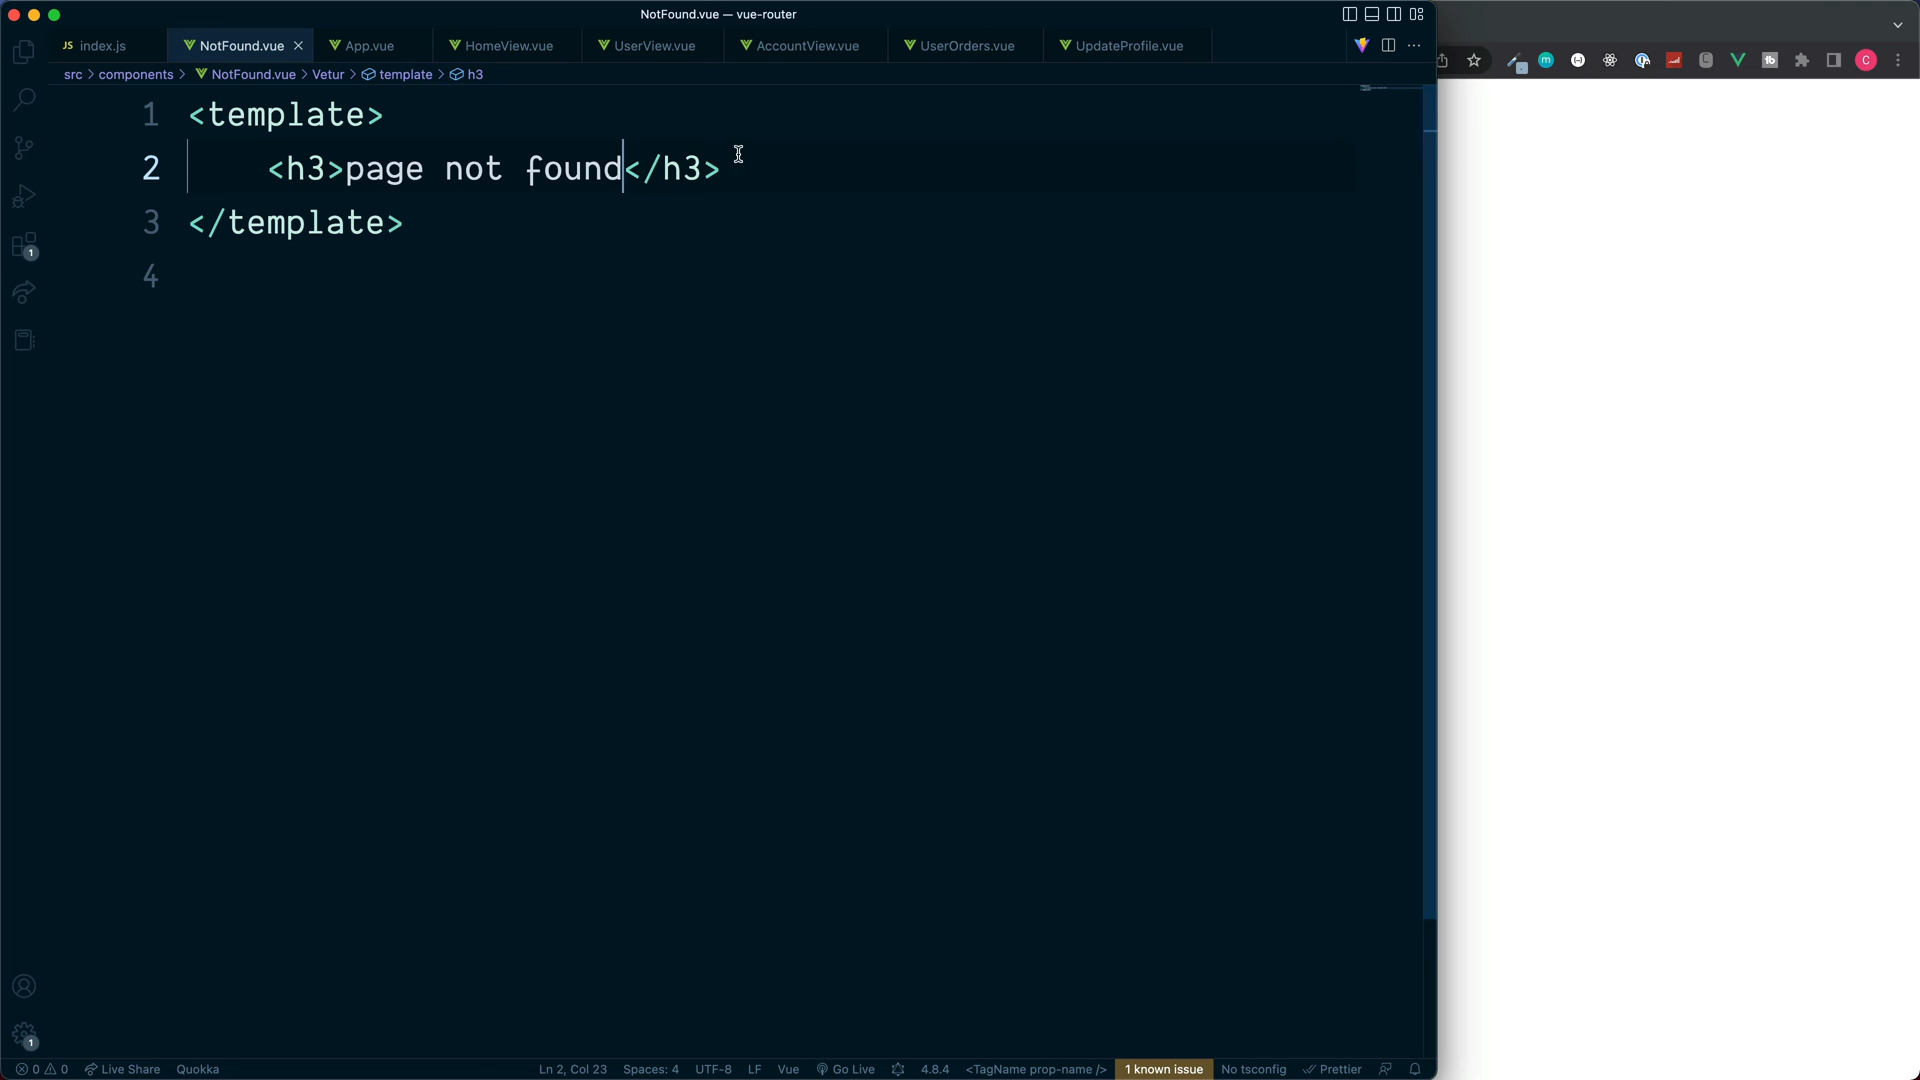 NotFound.vue — vue-router
JS index.js NotFound.vue App.vue HomeView.vue UserView.vue AccountView.vue UserOrders.vue UpdateProfile.vue
src > components > NotFound.vue > Vetur > template > h3
1 <template>
2 <h3>page not found</h3>
3 </template>
4
1
1
0 0 Live Share Quokka Ln 2, Col 23 Spaces: 4 UTF-8 LF Vue Go Live 4.8.4 <TagName prop-name /> 1 known issue No tsconfig Prettier
m
tb
C